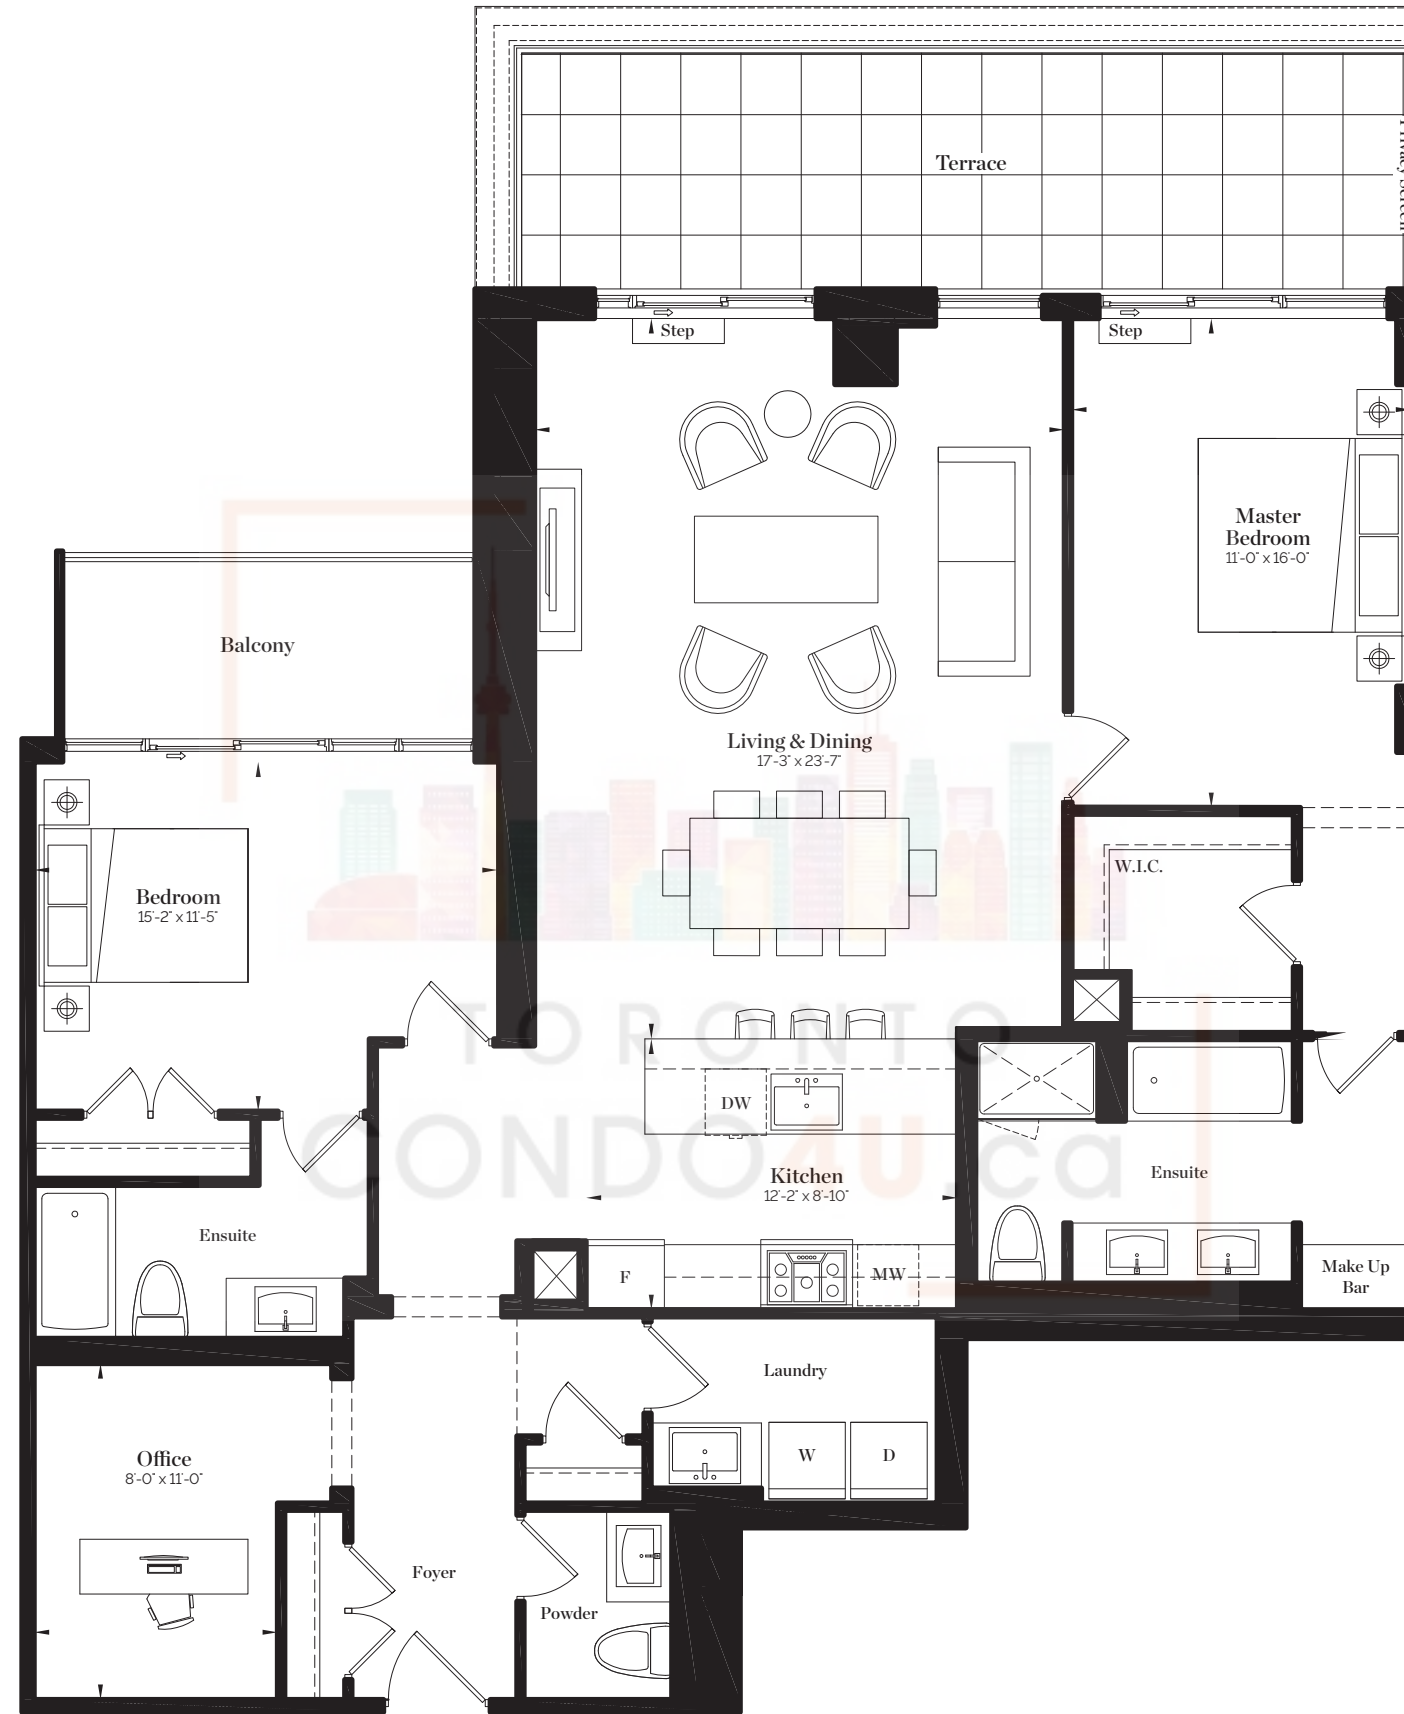 Terrace
Privacy Screen
Step
Step
Master
Bedroom
11'-0" x 16'-0"
Balcony
Living & Dining
17'-3" x 23'-7"
W.I.C.
Bedroom
15'-2" x 11'-5"
TORONTO
CONDO4U.ca
DW
Kitchen
12'-2" x 8'-10"
Ensuite
Ensuite
F
MW
Make Up
Bar
Laundry
W
D
Office
8'-0" x 11'-0"
Foyer
Powder